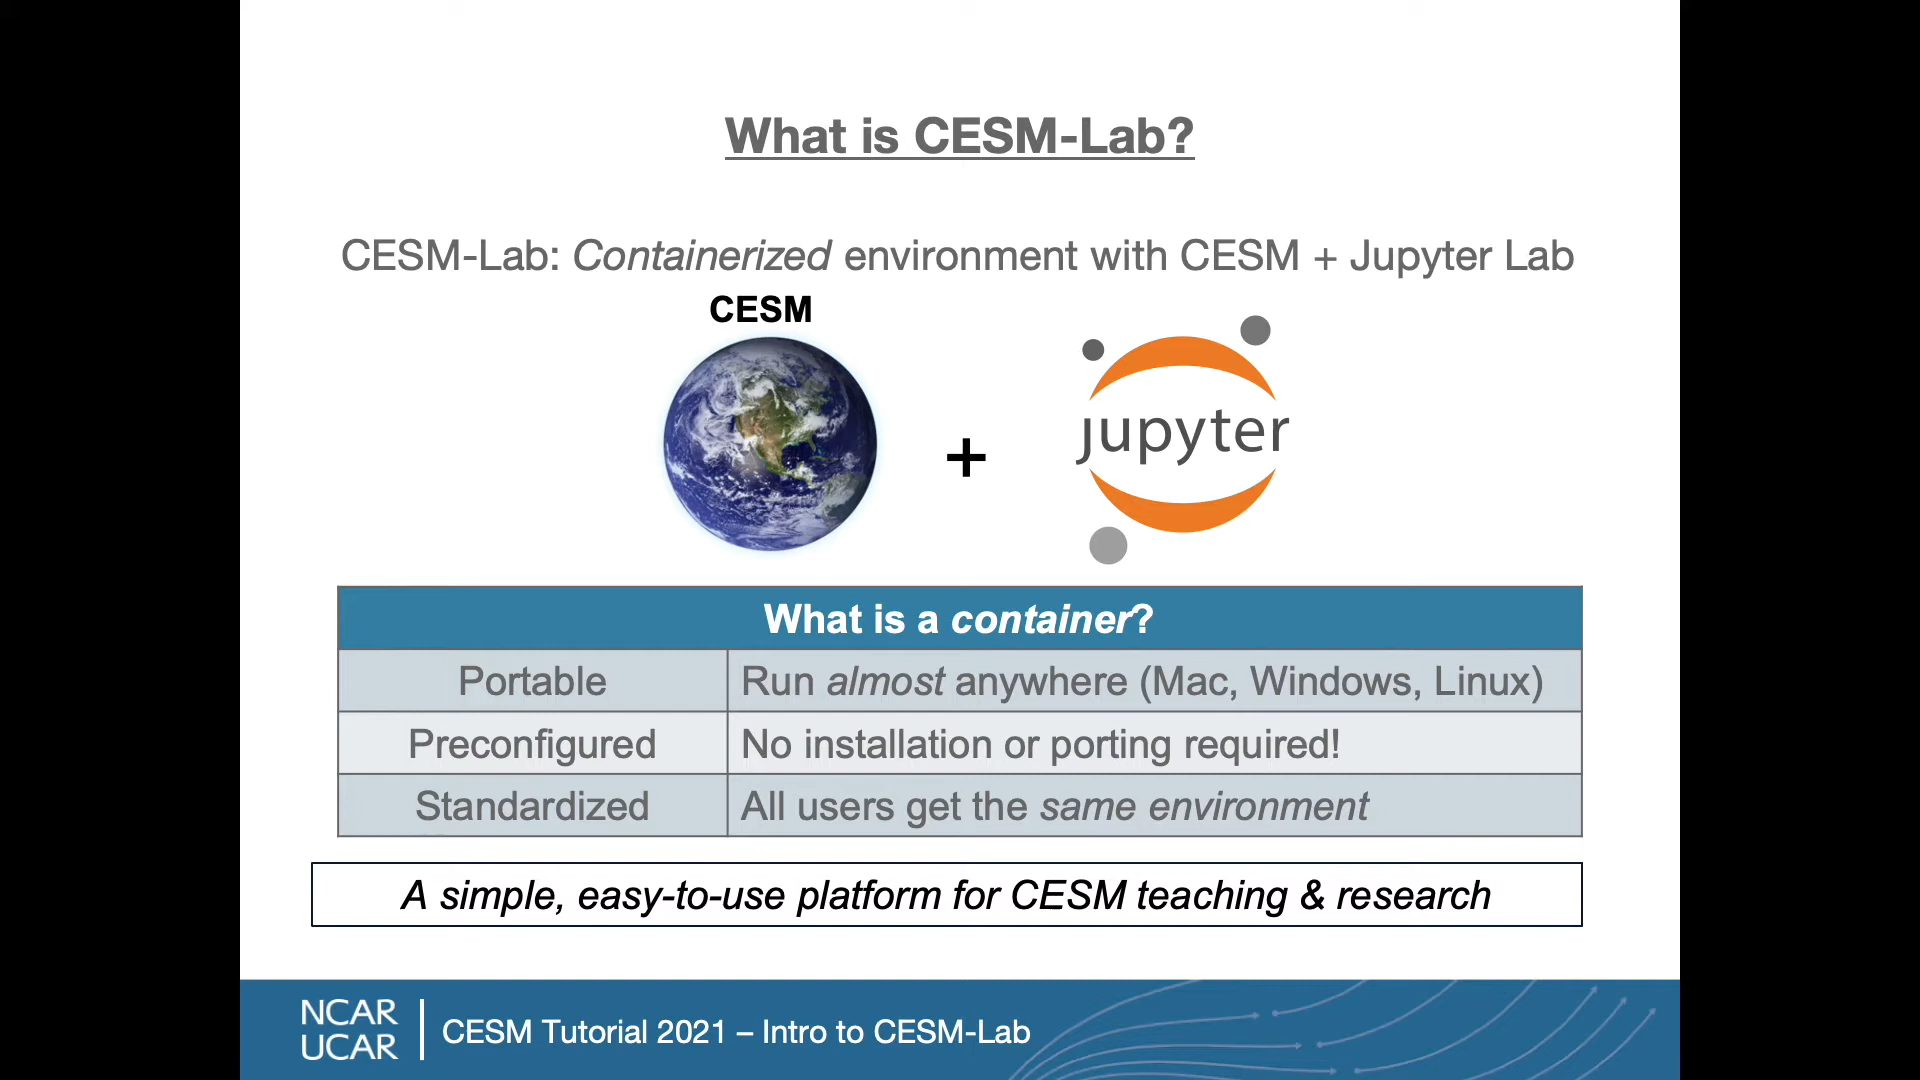 What is CESM-Lab?
CESM-Lab: Containerized environment with CESM + Jupyter Lab
CESM
+
jupyter
What is a container?
Portable
Run almost anywhere (Mac, Windows, Linux)
Preconfigured
No installation or porting required!
Standardized
All users get the same environment
A simple, easy-to-use platform for CESM teaching & research
NCAR
UCAR
CESM Tutorial 2021 – Intro to CESM-Lab